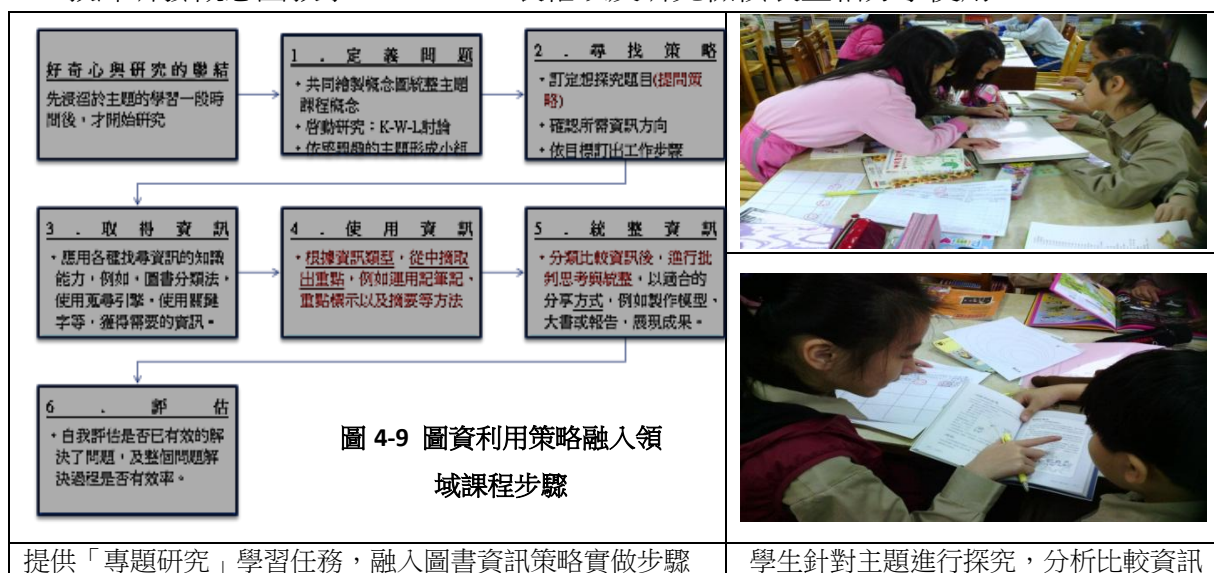 好奇心與研究的聯結
先浸淫於主題的學習一段時
間後，才開始研究
1．定義問題
・共同繪製概念圖統整主題
課程概念
・啓動研究：K-W-L討論
・依感興趣的主題形成小組
2．尋找策略
・訂定想探究題目(提問策
略)
・確認所需資訊方向
・依目標訂出工作步驟
3．取得資訊
・應用各種找尋資訊的知識
能力，例如，圖書分類法、
使用蒐尋引擎、使用關鍵
字等，獲得需要的資訊。
4．使用資訊
・根據資訊類型，從中摘取
出重點，例如運用記筆記、
重點標示以及摘要等方法
5．統整資訊
・分類比較資訊後，進行批
判思考與統整，以適合的
分享方式，例如製作模型、
大書或報告，展現成果。
6．評估
・自我評估是否已有效的解
決了問題，及整個問題解
決過程是否有效率。
圖 4-9 圖資利用策略融入領
域課程步驟
提供「專題研究」學習任務，融入圖書資訊策略實做步驟
學生針對主題進行探究，分析比較資訊